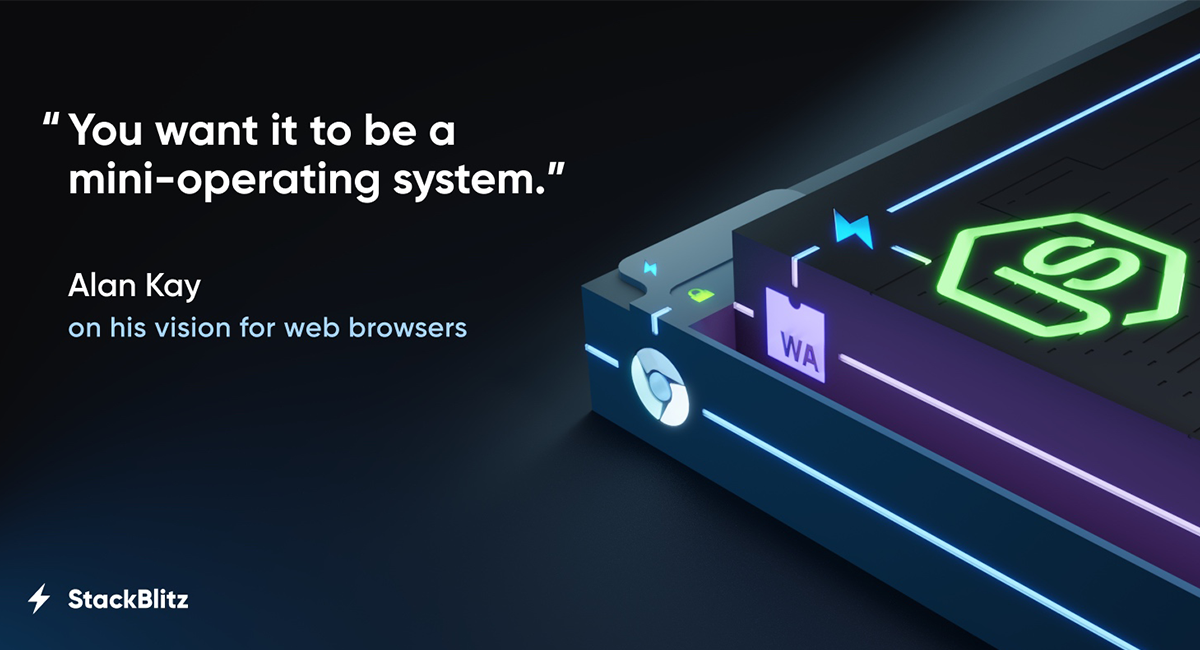 “ You want it to be a
mini-operating system.”
Alan Kay
on his vision for web browsers
WA
JS
StackBlitz